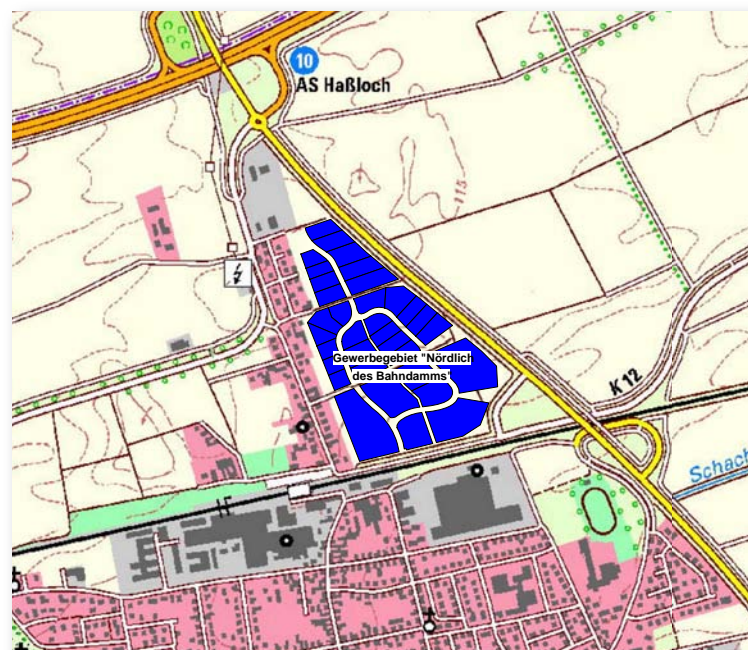 10
AS Haßloch
113
Gewerbegebiet "Nördlich
des Bahndamms"
K 12
Schach